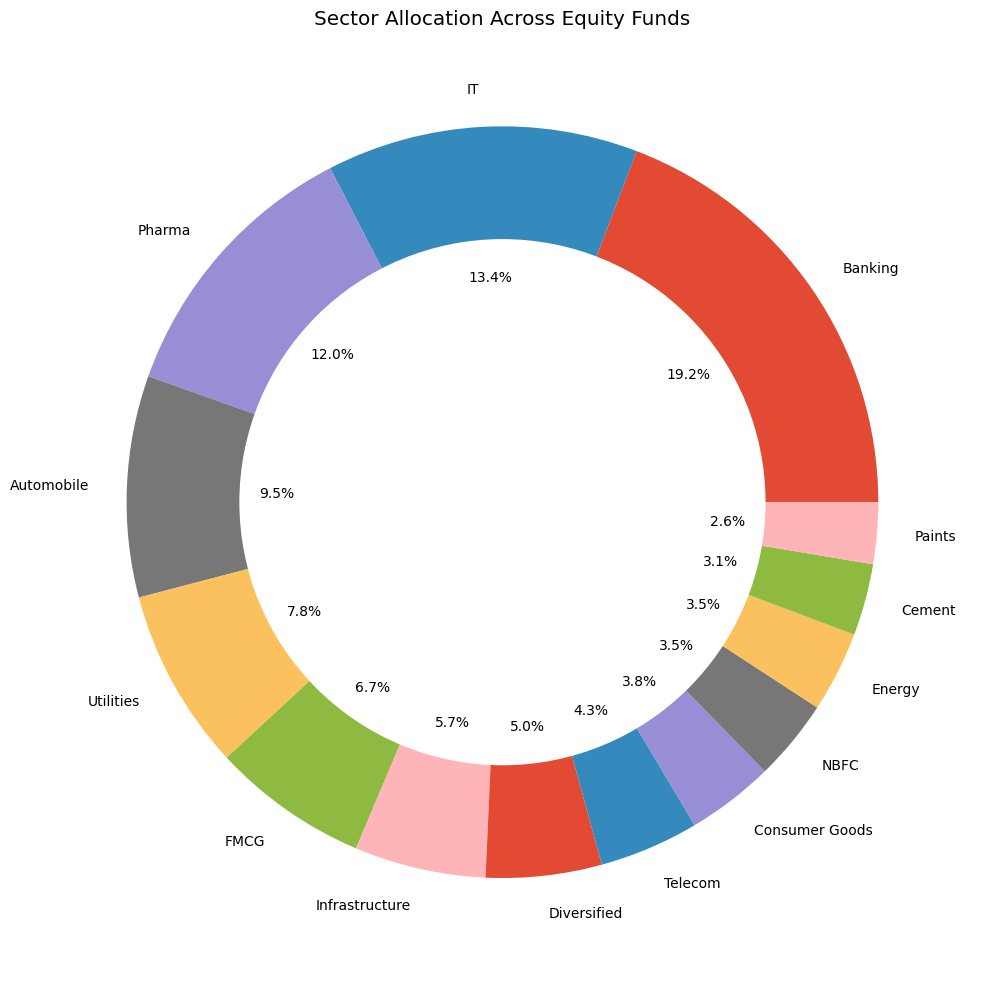 Sector Allocation Across Equity Funds
IT
Pharma
Banking
Automobile
Utilities
FMCG
Infrastructure
Diversified
Telecom
Consumer Goods
NBFC
Energy
Cement
Paints
13.4%
12.0%
19.2%
9.5%
7.8%
6.7%
5.7%
5.0%
4.3%
3.8%
3.5%
3.5%
3.1%
2.6%